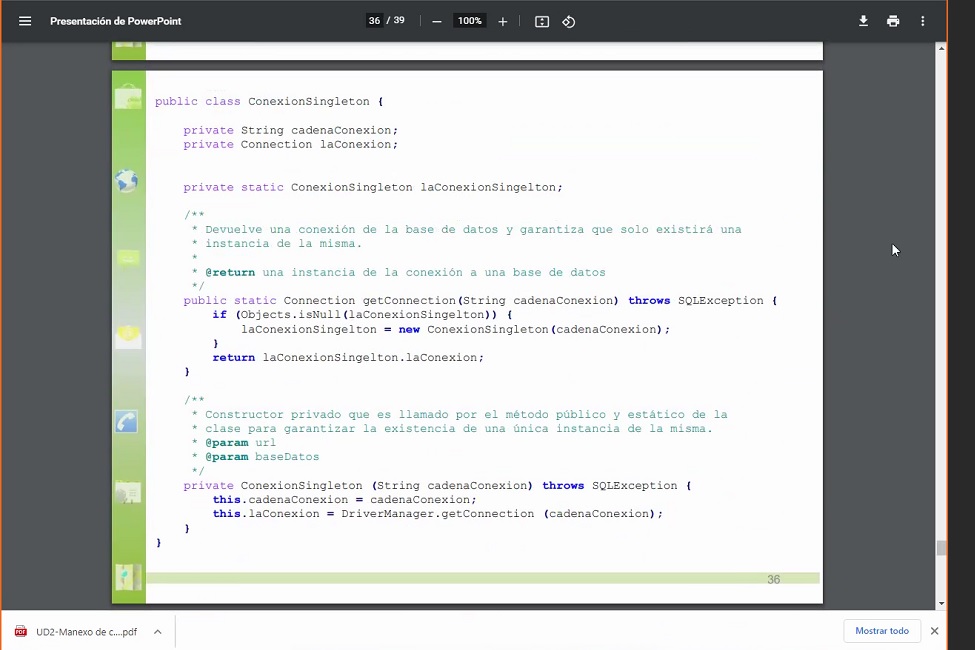 Presentación de PowerPoint
36 / 39
100%
public class ConexionSingleton {
private String cadenaConexion;
private Connection laConexion;
private static ConexionSingleton laConexionSingelton;
/**
* Devuelve una conexión de la base de datos y garantiza que solo existirá una
* instancia de la misma.
*
* @return una instancia de la conexión a una base de datos
*/
public static Connection getConnection(String cadenaConexion) throws SQLException {
if (Objects.isNull(laConexionSingelton)) {
laConexionSingelton = new ConexionSingleton(cadenaConexion);
}
return laConexionSingelton.laConexion;
}
/**
* Constructor privado que es llamado por el método público y estático de la
* clase para garantizar la existencia de una única instancia de la misma.
* @param url
* @param baseDatos
*/
private ConexionSingleton (String cadenaConexion) throws SQLException {
this.cadenaConexion = cadenaConexion;
this.laConexion = DriverManager.getConnection (cadenaConexion);
}
}
36
PDF
UD2-Manexo de c....pdf
Mostrar todo